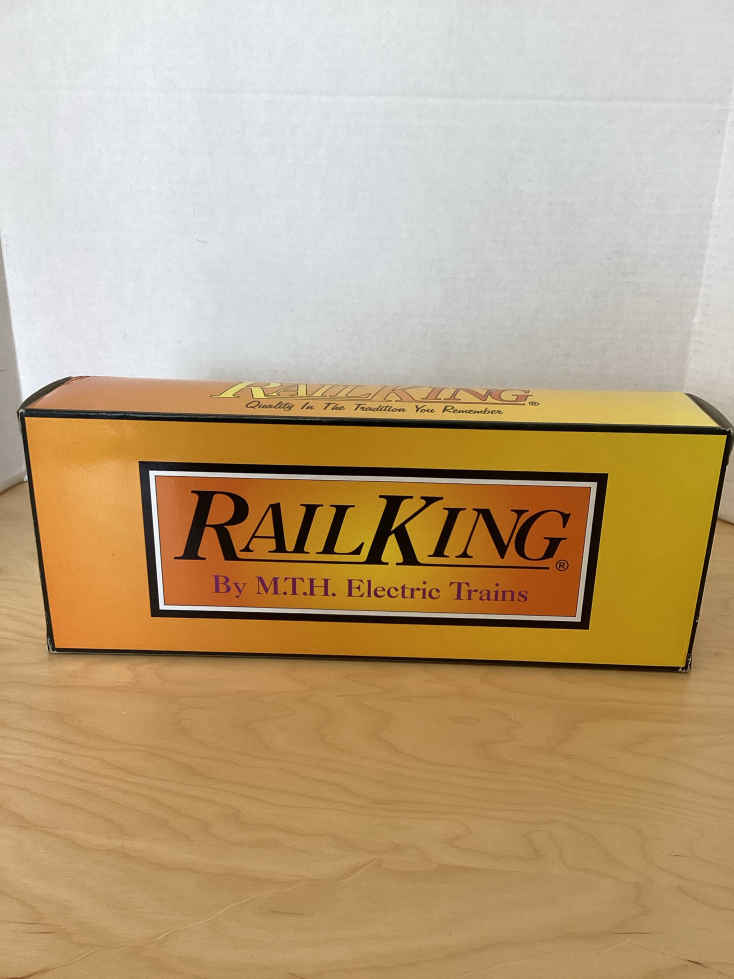 RAILKING®
Quality In The Tradition You Remember
RAILKING®
By M.T.H. Electric Trains